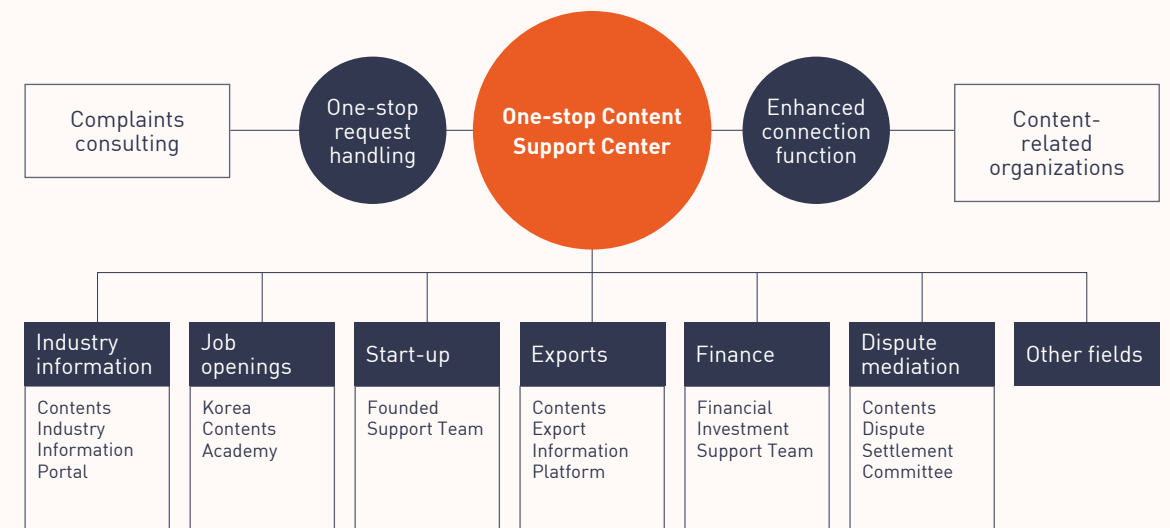 Complaints
consulting
One-stop
request
handling
One-stop Content
Support Center
Enhanced
connection
function
Content-
related
organizations
Industry
information
Contents
Industry
Information
Portal
Job
openings
Korea
Contents
Academy
Start-up
Founded
Support Team
Exports
Contents
Export
Information
Platform
Finance
Financial
Investment
Support Team
Dispute
mediation
Contents
Dispute
Settlement
Committee
Other fields